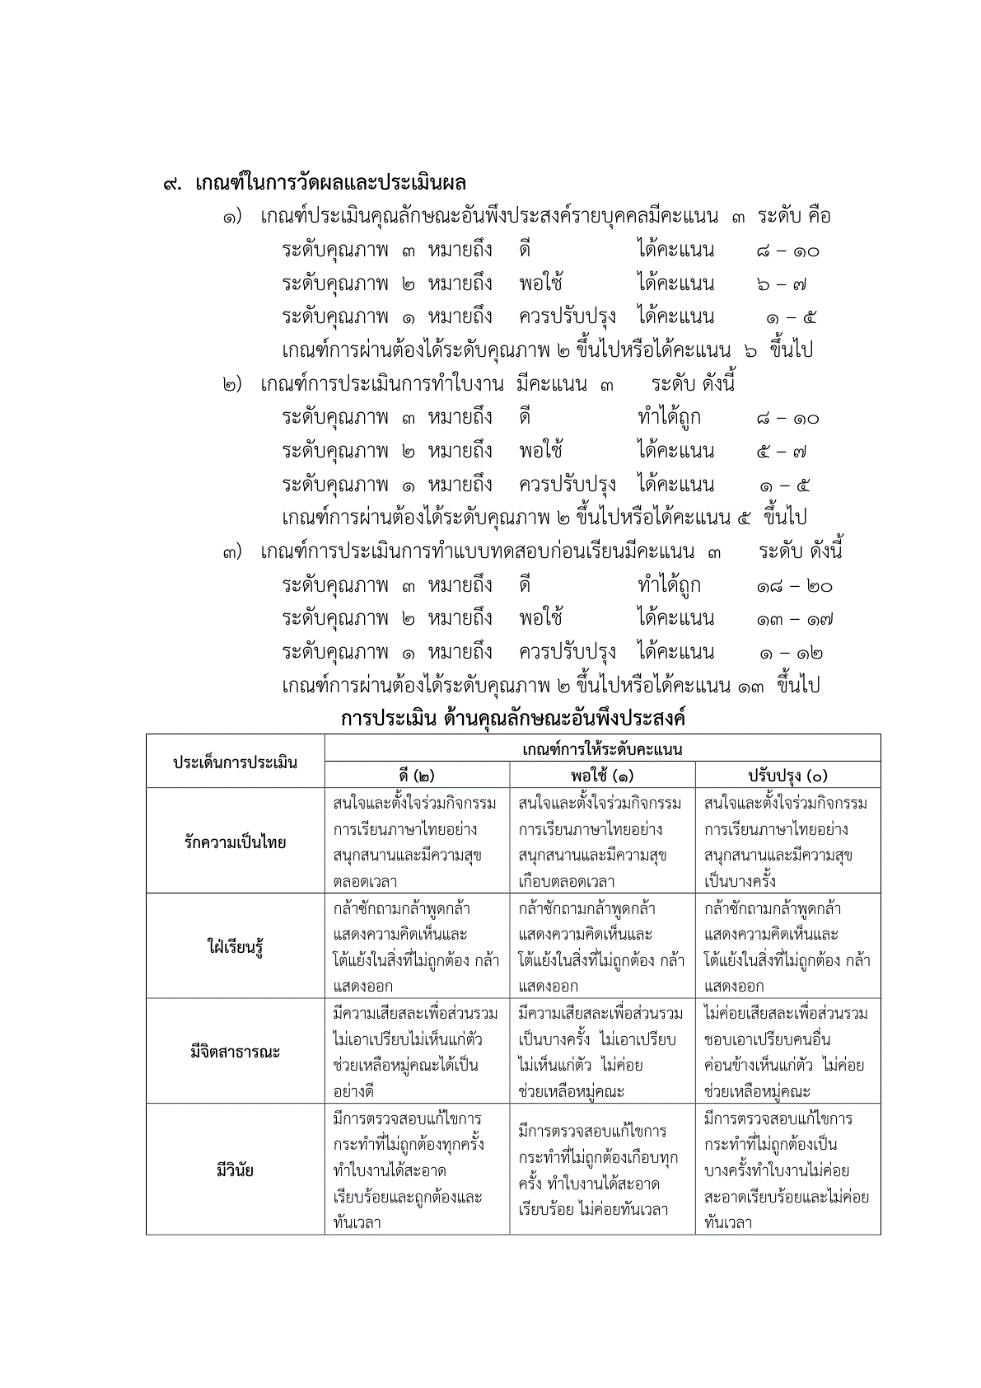 ๙. เกณฑ์ในการวัดผลและประเมินผล
๑) เกณฑ์ประเมินคุณลักษณะอันพึงประสงค์รายบุคคลมีคะแนน ๓ ระดับ คือ
ระดับคุณภาพ ๓ หมายถึง ดี ได้คะแนน ๘ – ๑๐
ระดับคุณภาพ ๒ หมายถึง พอใช้ ได้คะแนน ๖ – ๗
ระดับคุณภาพ ๑ หมายถึง ควรปรับปรุง ได้คะแนน ๑ – ๕
เกณฑ์การผ่านต้องได้ระดับคุณภาพ ๒ ขึ้นไปหรือได้คะแนน ๖ ขึ้นไป
๒) เกณฑ์การประเมินการทำใบงาน มีคะแนน ๓ ระดับ ดังนี้
ระดับคุณภาพ ๓ หมายถึง ดี ทำได้ถูก ๘ – ๑๐
ระดับคุณภาพ ๒ หมายถึง พอใช้ ได้คะแนน ๕ – ๗
ระดับคุณภาพ ๑ หมายถึง ควรปรับปรุง ได้คะแนน ๑ – ๕
เกณฑ์การผ่านต้องได้ระดับคุณภาพ ๒ ขึ้นไปหรือได้คะแนน ๕ ขึ้นไป
๓) เกณฑ์การประเมินการทำแบบทดสอบก่อนเรียนมีคะแนน ๓ ระดับ ดังนี้
ระดับคุณภาพ ๓ หมายถึง ดี ทำได้ถูก ๑๘ – ๒๐
ระดับคุณภาพ ๒ หมายถึง พอใช้ ได้คะแนน ๑๓ – ๑๗
ระดับคุณภาพ ๑ หมายถึง ควรปรับปรุง ได้คะแนน ๑ – ๑๒
เกณฑ์การผ่านต้องได้ระดับคุณภาพ ๒ ขึ้นไปหรือได้คะแนน ๑๓ ขึ้นไป
การประเมิน ด้านคุณลักษณะอันพึงประสงค์
ประเด็นการประเมิน
เกณฑ์การให้ระดับคะแนน
ดี (๒)
พอใช้ (๑)
ปรับปรุง (๐)
รักความเป็นไทย
สนใจและตั้งใจร่วมกิจกรรม
การเรียนภาษาไทยอย่าง
สนุกสนานและมีความสุข
ตลอดเวลา
สนใจและตั้งใจร่วมกิจกรรม
การเรียนภาษาไทยอย่าง
สนุกสนานและมีความสุข
เกือบตลอดเวลา
สนใจและตั้งใจร่วมกิจกรรม
การเรียนภาษาไทยอย่าง
สนุกสนานและมีความสุข
เป็นบางครั้ง
ใฝ่เรียนรู้
กล้าซักถามกล้าพูดกล้า
แสดงความคิดเห็นและ
โต้แย้งในสิ่งที่ไม่ถูกต้อง กล้า
แสดงออก
กล้าซักถามกล้าพูดกล้า
แสดงความคิดเห็นและ
โต้แย้งในสิ่งที่ไม่ถูกต้อง กล้า
แสดงออก
กล้าซักถามกล้าพูดกล้า
แสดงความคิดเห็นและ
โต้แย้งในสิ่งที่ไม่ถูกต้อง กล้า
แสดงออก
มีจิตสาธารณะ
มีความเสียสละเพื่อส่วนรวม
ไม่เอาเปรียบไม่เห็นแก่ตัว
ช่วยเหลือหมู่คณะได้เป็น
อย่างดี
มีความเสียสละเพื่อส่วนรวม
เป็นบางครั้ง ไม่เอาเปรียบ
ไม่เห็นแก่ตัว ไม่ค่อย
ช่วยเหลือหมู่คณะ
ไม่ค่อยเสียสละเพื่อส่วนรวม
ชอบเอาเปรียบคนอื่น
ค่อนข้างเห็นแก่ตัว ไม่ค่อย
ช่วยเหลือหมู่คณะ
มีวินัย
มีการตรวจสอบแก้ไขการ
กระทำที่ไม่ถูกต้องทุกครั้ง
ทำใบงานได้สะอาด
เรียบร้อยและถูกต้องและ
ทันเวลา
มีการตรวจสอบแก้ไขการ
กระทำที่ไม่ถูกต้องเกือบทุก
ครั้ง ทำใบงานได้สะอาด
เรียบร้อย ไม่ค่อยทันเวลา
มีการตรวจสอบแก้ไขการ
กระทำที่ไม่ถูกต้องเป็น
บางครั้งทำใบงานไม่ค่อย
สะอาดเรียบร้อยและไม่ค่อย
ทันเวลา